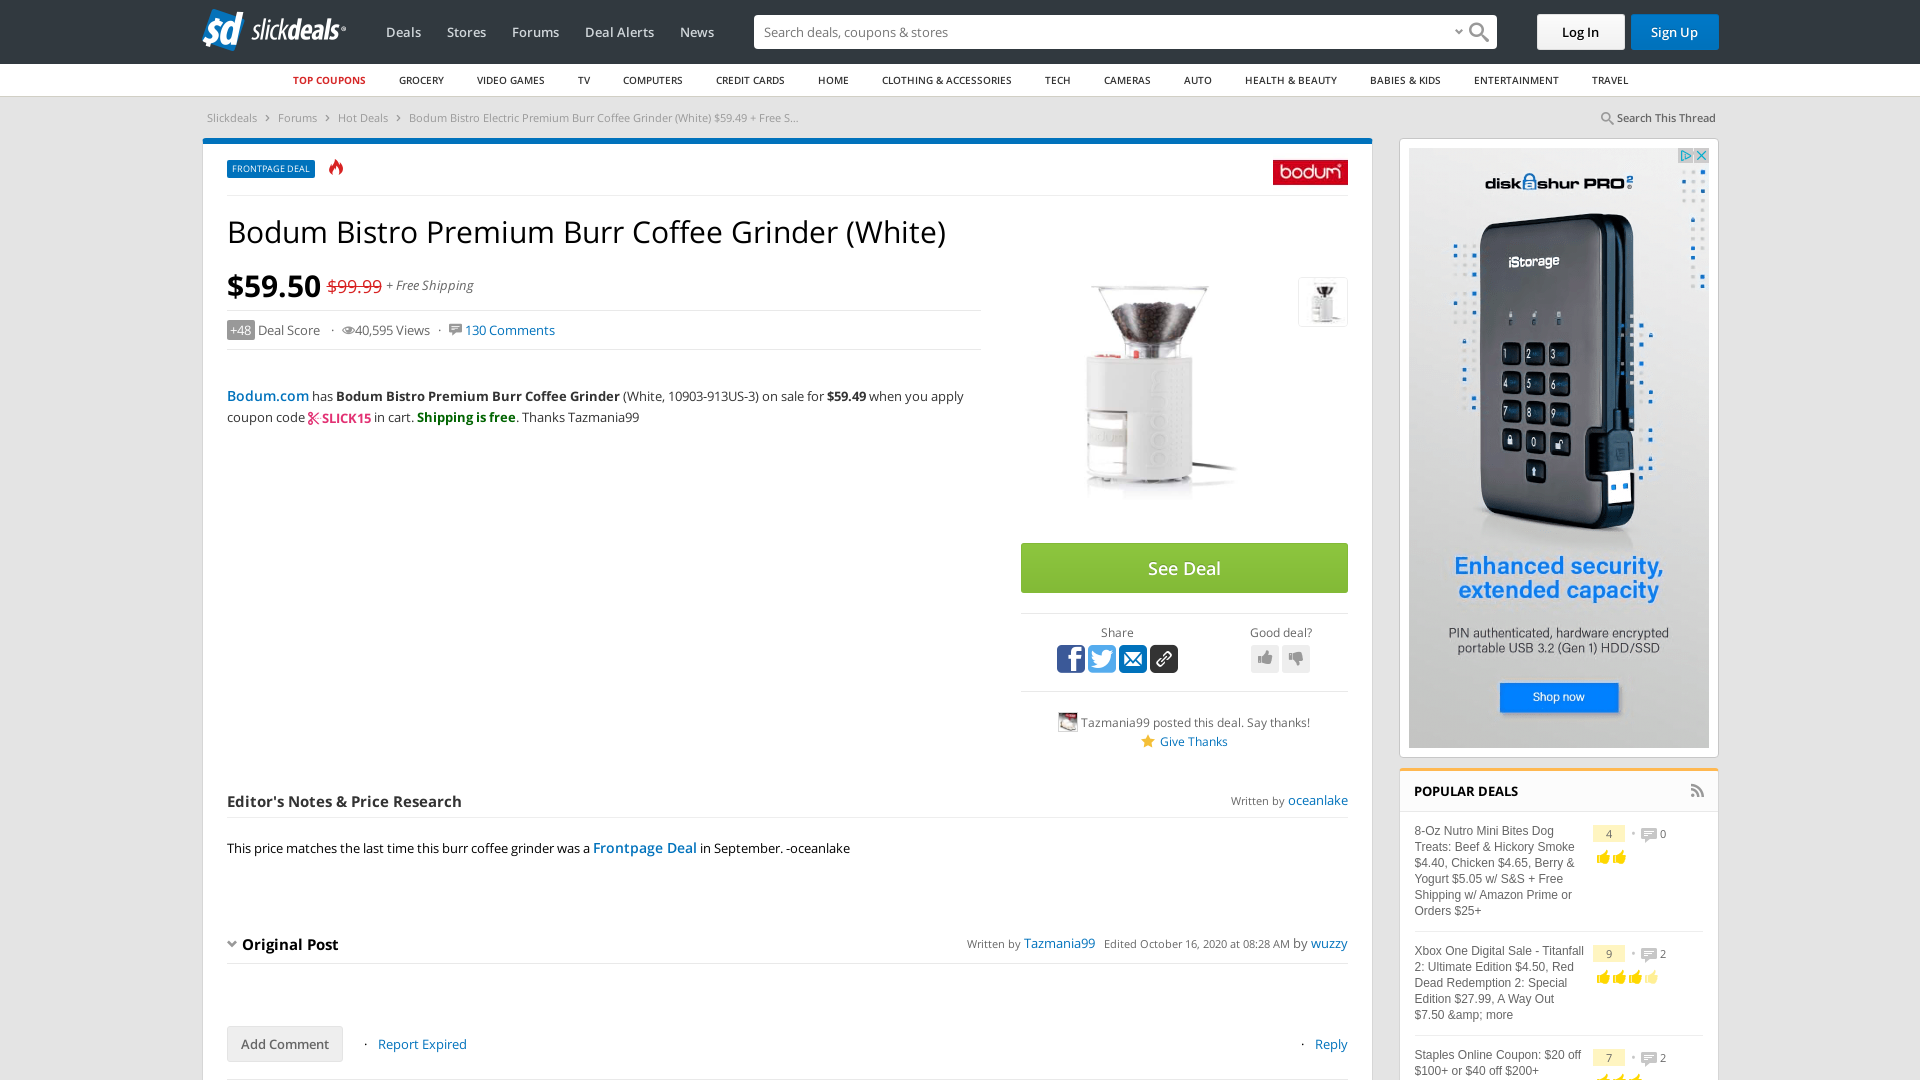 slickdeals
Deals
Stores
Forums
Deal Alerts
News
Search deals, coupons & stores
Log In
Sign Up
TOP COUPONS
GROCERY
VIDEO GAMES
TV
COMPUTERS
CREDIT CARDS
HOME
CLOTHING & ACCESSORIES
TECH
CAMERAS
AUTO
HEALTH & BEAUTY
BABIES & KIDS
ENTERTAINMENT
TRAVEL
Slickdeals › Forums › Hot Deals › Bodum Bistro Electric Premium Burr Coffee Grinder (White) $59.49 + Free S...
Search This Thread
FRONTPAGE DEAL
bodum
Bodum Bistro Premium Burr Coffee Grinder (White)
$59.50 $99.99 + Free Shipping
+48 Deal Score · 40,595 Views · 130 Comments
Bodum.com has Bodum Bistro Premium Burr Coffee Grinder (White, 10903-913US-3) on sale for $59.49 when you apply
coupon code SLICK15 in cart. Shipping is free. Thanks Tazmania99
See Deal
Share
Good deal?
Tazmania99 posted this deal. Say thanks!
Give Thanks
Editor's Notes & Price Research
Written by oceanlake
This price matches the last time this burr coffee grinder was a Frontpage Deal in September. -oceanlake
Original Post
Written by Tazmania99 Edited October 16, 2020 at 08:28 AM by wuzzy
Add Comment
· Report Expired
· Reply
diskAshur PRO2
iStorage
1 2 3
4 5 6
7 8 9
0
Enhanced security,
extended capacity
PIN authenticated, hardware encrypted
portable USB 3.2 (Gen 1) HDD/SSD
Shop now
POPULAR DEALS
8-Oz Nutro Mini Bites Dog
Treats: Beef & Hickory Smoke
$4.40, Chicken $4.65, Berry &
Yogurt $5.05 w/ S&S + Free
Shipping w/ Amazon Prime or
Orders $25+
4 • 0
Xbox One Digital Sale - Titanfall
2: Ultimate Edition $4.50, Red
Dead Redemption 2: Special
Edition $27.99, A Way Out
$7.50 &amp; more
9 • 2
Staples Online Coupon: $20 off
$100+ or $40 off $200+
7 • 2